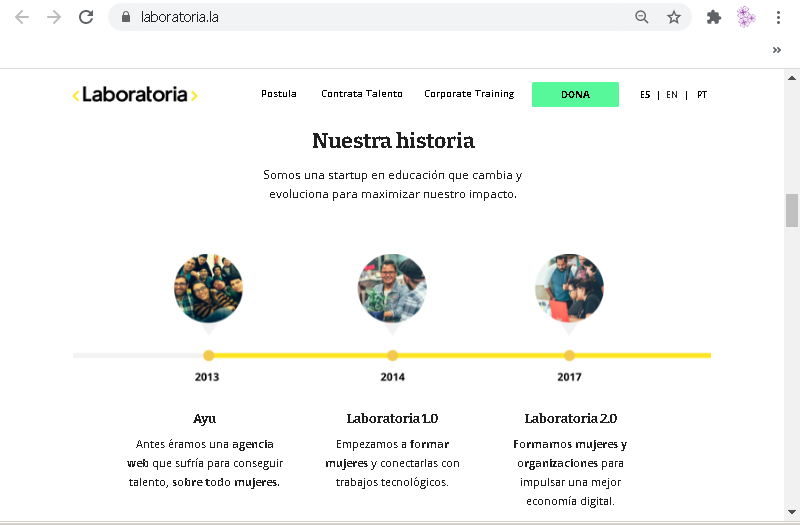 laboratoria.la
»
<Laboratoria>
Postula Contrata Talento Corporate Training DONA ES | EN | PT
Nuestra historia
Somos una startup en educación que cambia y
evoluciona para maximizar nuestro impacto.
2013 2014 2017
Ayu
Antes éramos una agencia
web que sufría para conseguir
talento, sobre todo mujeres.
Laboratoria 1.0
Empezamos a formar
mujeres y conectarlas con
trabajos tecnológicos.
Laboratoria 2.0
Formamos mujeres y
organizaciones para
impulsar una mejor
economía digital.